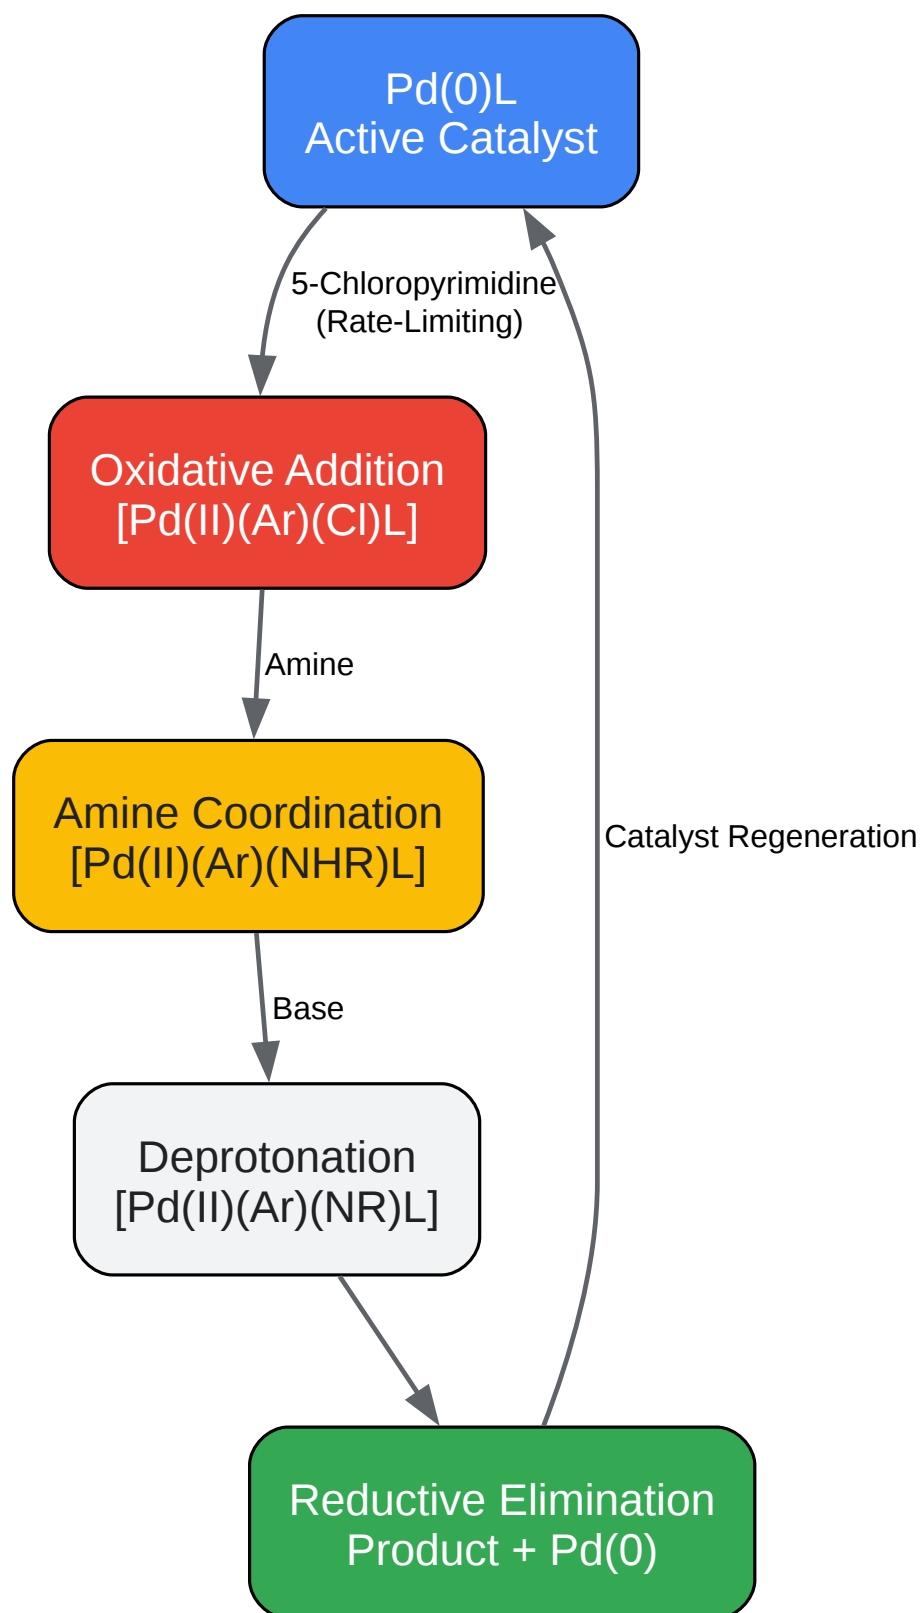 Pd(0)L
Active Catalyst
5-Chloropyrimidine
(Rate-Limiting)
Oxidative Addition
[Pd(II)(Ar)(Cl)L]
Amine
Amine Coordination
[Pd(II)(Ar)(NHR)L]
Catalyst Regeneration
Base
Deprotonation
[Pd(II)(Ar)(NR)L]
Reductive Elimination
Product + Pd(0)